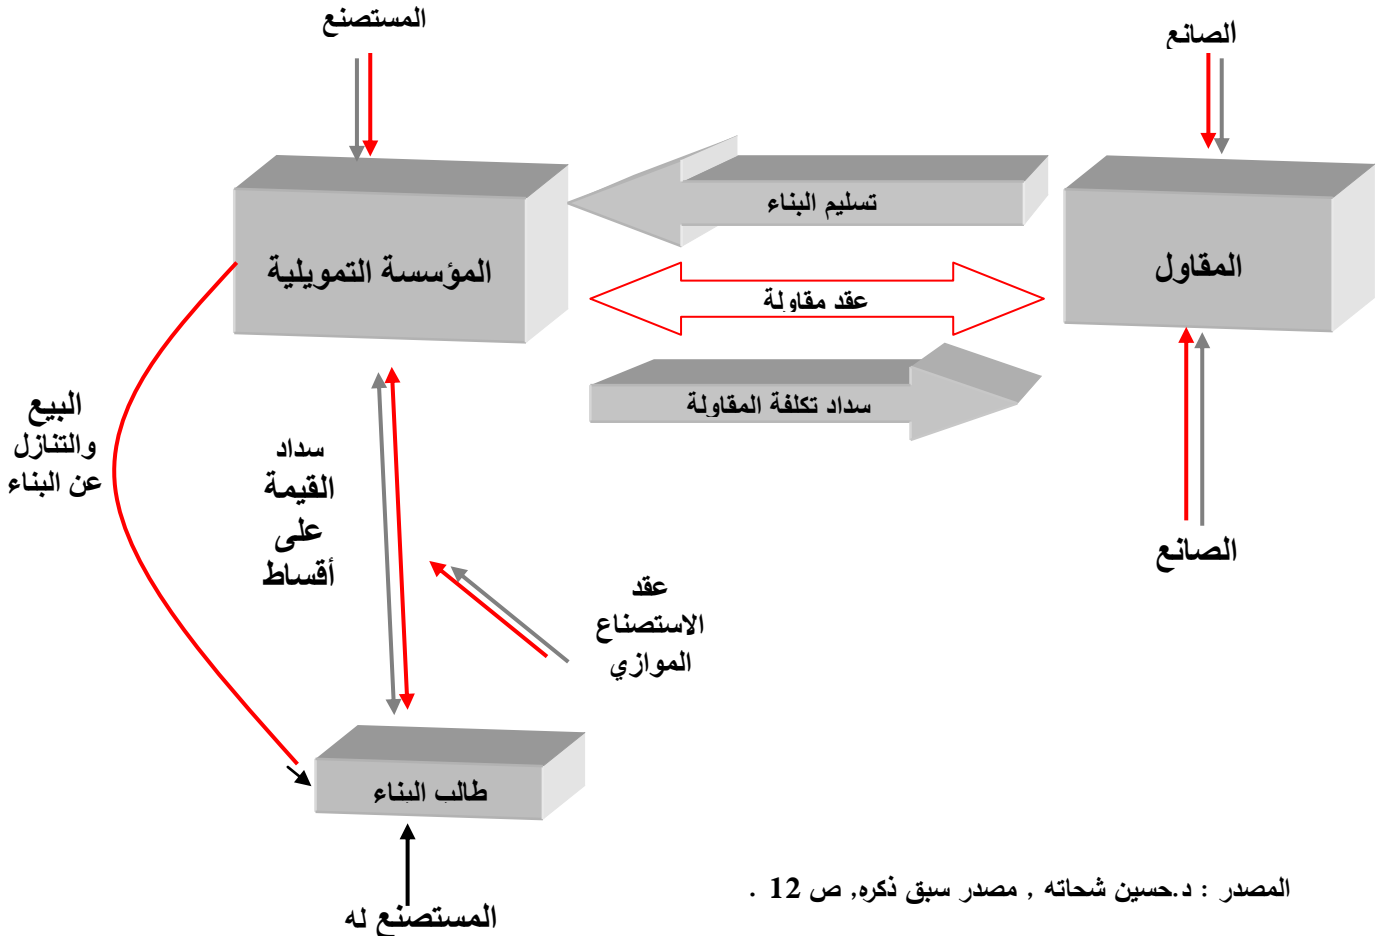 الصانع
المستصنع
تسليم البناء
المقاول
المؤسسة التمويلية
عقد مقاولة
سداد تكلفة المقاولة
البيع
والتنازل
عن البناء
سداد
القيمة
على
أقساط
الصانع
عقد
الاستصناع
الموازي
طالب البناء
المستصنع له
المصدر : د.حسين شحاته , مصدر سبق ذكره, ص 12 .